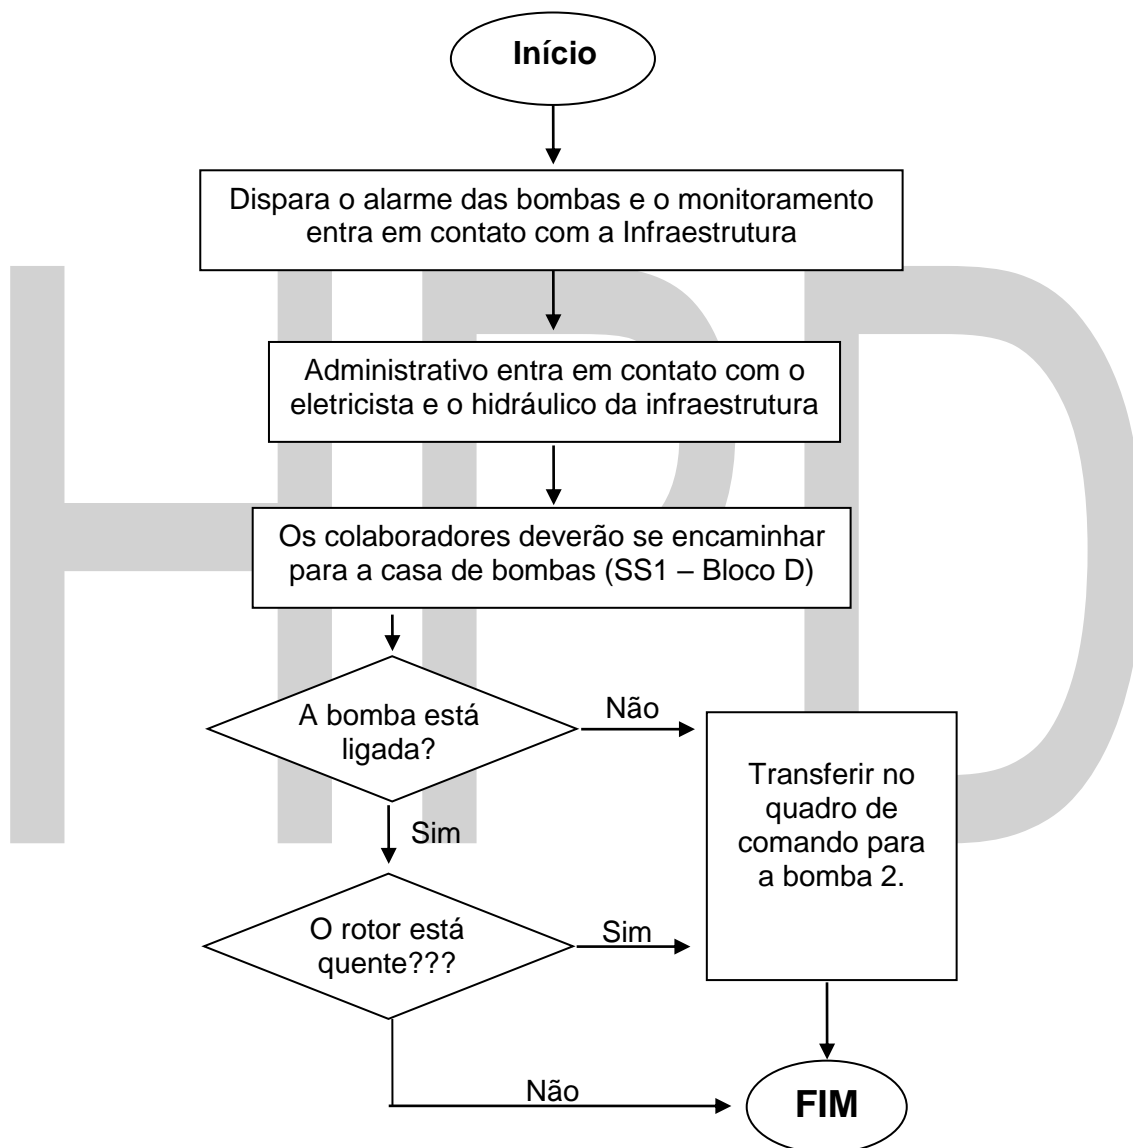 Início
Dispara o alarme das bombas e o monitoramento
entra em contato com a Infraestrutura
Administrativo entra em contato com o
eletricista e o hidráulico da infraestrutura
Os colaboradores deverão se encaminhar
para a casa de bombas (SS1 – Bloco D)
A bomba está
ligada?
Não
Sim
Transferir no
quadro de
comando para
a bomba 2.
O rotor está
quente???
Sim
Não
FIM
HPD